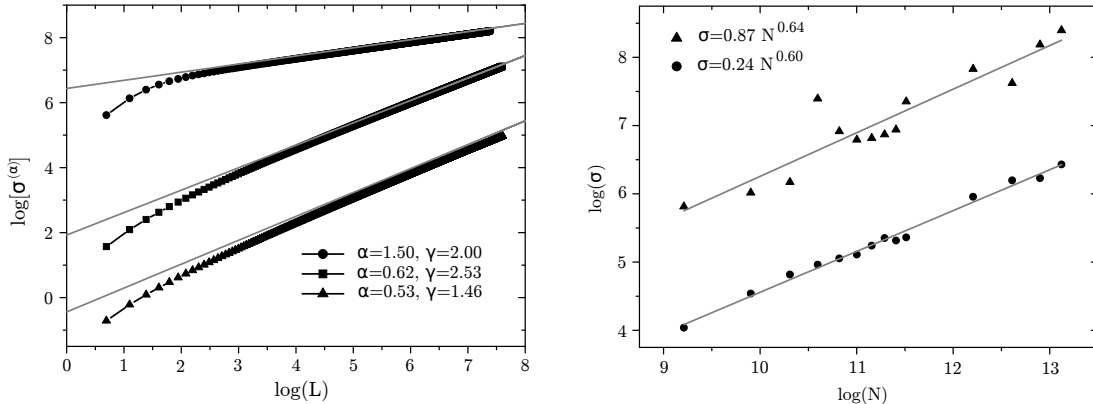 8
6
4
2
0
log[σ^(α)]
α=1.50, γ=2.00
α=0.62, γ=2.53
α=0.53, γ=1.46
0 1 2 3 4 5 6 7 8
log(L)
8
7
6
5
4
log(σ)
σ=0.87 N^0.64
σ=0.24 N^0.60
9 10 11 12 13
log(N)